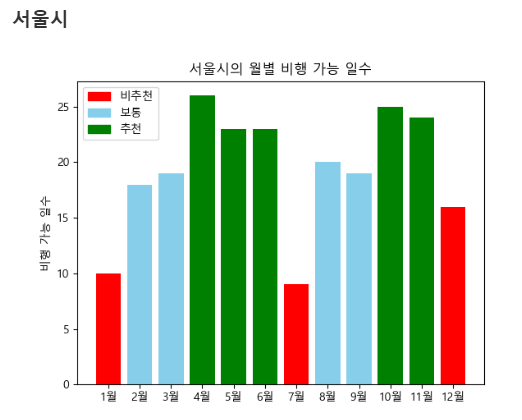 서울시
서울시의 월별 비행 가능 일수
비추천
보통
추천
비행 가능 일수
25
20
15
10
5
0
1월 2월 3월 4월 5월 6월 7월 8월 9월 10월 11월 12월